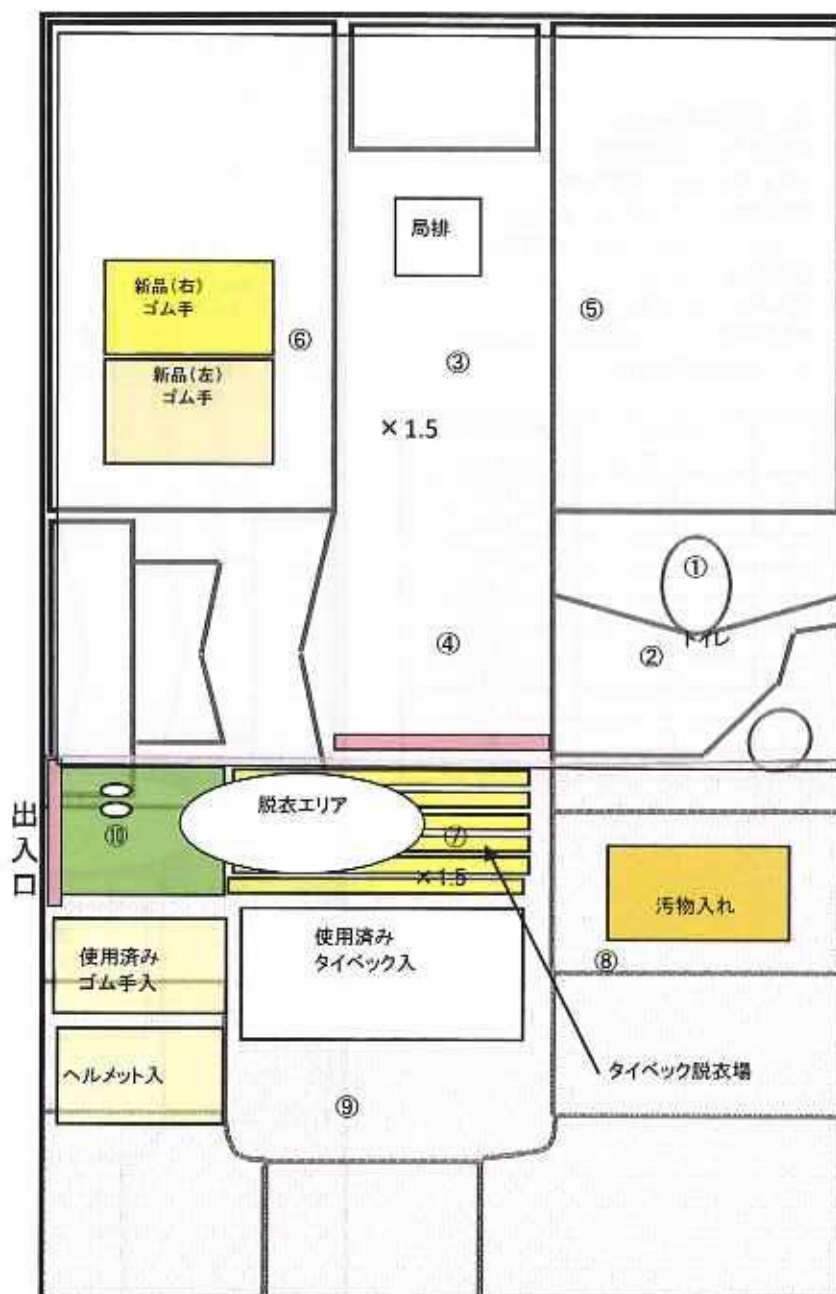 局排
新品(右)
ゴム手
⑥
⑤
③
新品(左)
ゴム手
×1.5
①
④
②
トイレ
出入口
脱衣エリア
⑩
⑦
×1.5
汚物入れ
使用済み
ゴム手入
使用済み
タイベック入
⑧
ヘルメット入
タイベック脱衣場
⑨